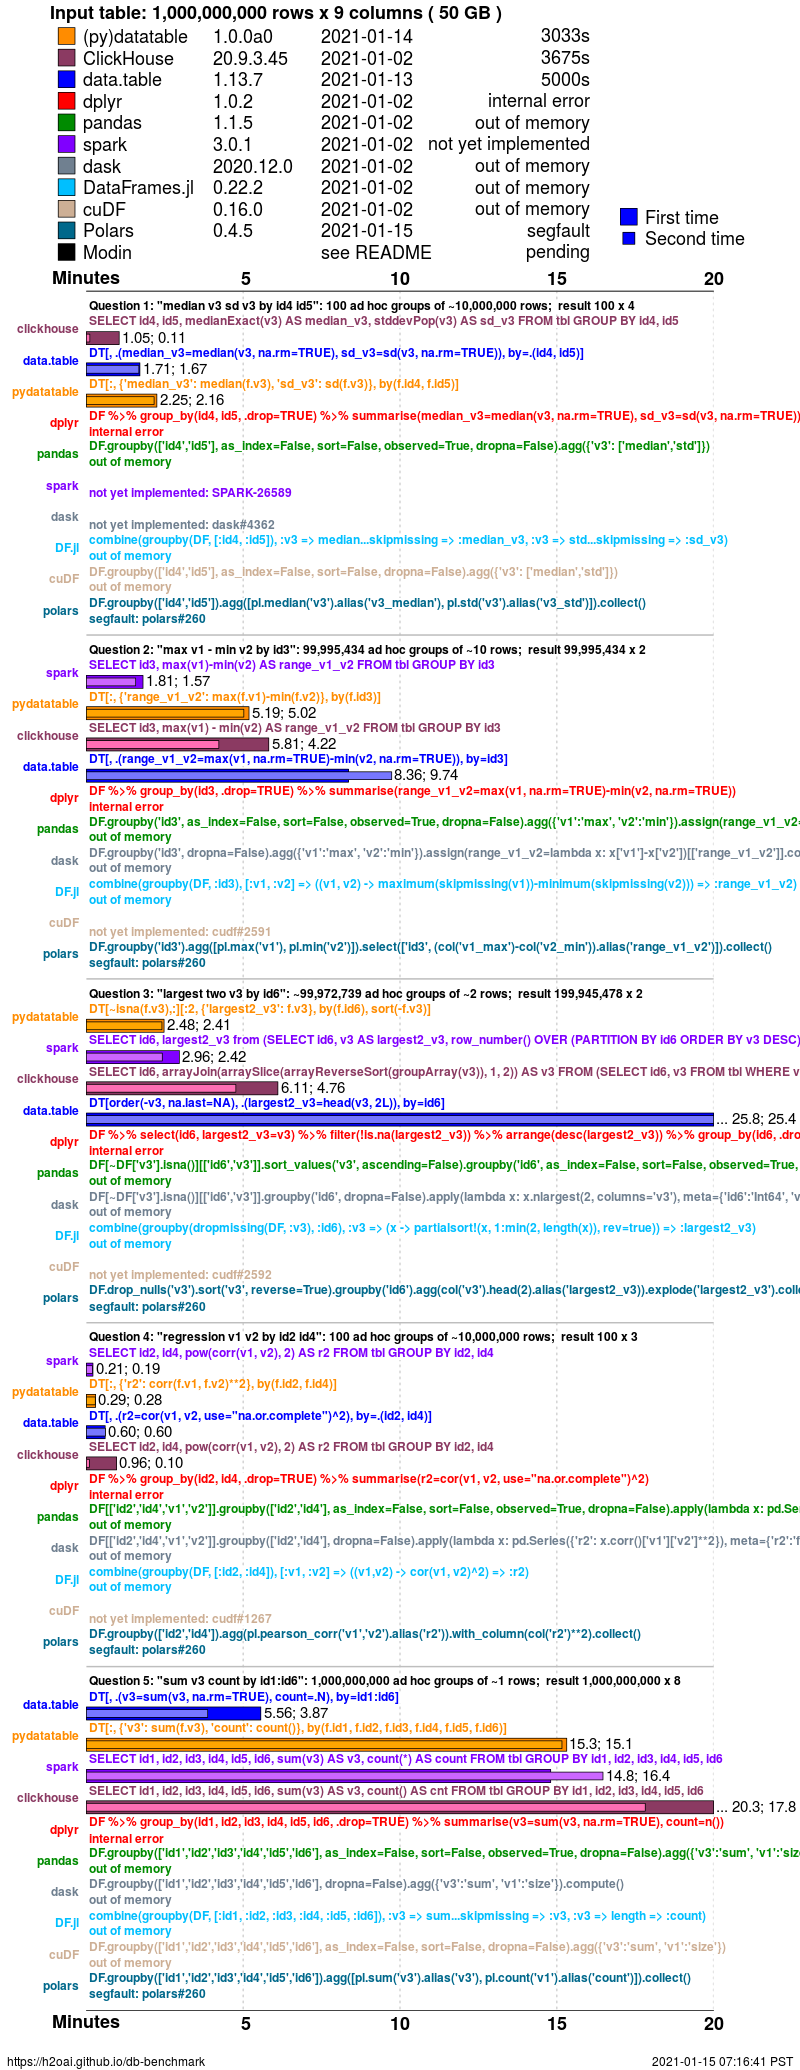 Input table: 1,000,000,000 rows x 9 columns ( 50 GB )
(py)datatable 1.0.0a0 2021-01-14 3033s
ClickHouse 20.9.3.45 2021-01-02 3675s
data.table 1.13.7 2021-01-13 5000s
dplyr 1.0.2 2021-01-02 internal error
pandas 1.1.5 2021-01-02 out of memory
spark 3.0.1 2021-01-02 not yet implemented
dask 2020.12.0 2021-01-02 out of memory
DataFrames.jl 0.22.2 2021-01-02 out of memory
cuDF 0.16.0 2021-01-02 out of memory
Polars 0.4.5 2021-01-15 segfault
Modin see README pending
First time
Second time
Minutes 5 10 15 20
Question 1: "median v3 sd v3 by id4 id5": 100 ad hoc groups of ~10,000,000 rows; result 100 x 4
SELECT id4, id5, medianExact(v3) AS median_v3, stddevPop(v3) AS sd_v3 FROM tbl GROUP BY id4, id5
clickhouse 1.05; 0.11
DT[, .(median_v3=median(v3, na.rm=TRUE), sd_v3=sd(v3, na.rm=TRUE)), by=.(id4, id5)]
data.table 1.71; 1.67
DT[:, {'median_v3': median(f.v3), 'sd_v3': sd(f.v3)}, by(f.id4, f.id5)]
pydatatable 2.25; 2.16
DF %>% group_by(id4, id5, .drop=TRUE) %>% summarise(median_v3=median(v3, na.rm=TRUE), sd_v3=sd(v3, na.rm=TRUE))
dplyr internal error
DF.groupby(['id4','id5'], as_index=False, sort=False, observed=True, dropna=False).agg({'v3': ['median','std']})
pandas out of memory
spark not yet implemented: SPARK-26589
dask not yet implemented: dask#4362
combine(groupby(DF, [:id4, :id5]), :v3 => median...skipmissing => :median_v3, :v3 => std...skipmissing => :sd_v3)
DF.jl out of memory
DF.groupby(['id4','id5'], as_index=False, sort=False, dropna=False).agg({'v3': ['median','std']})
cuDF out of memory
DF.groupby(['id4','id5']).agg([pl.median('v3').alias('v3_median'), pl.std('v3').alias('v3_std')]).collect()
polars segfault: polars#260
Question 2: "max v1 - min v2 by id3": 99,995,434 ad hoc groups of ~10 rows; result 99,995,434 x 2
SELECT id3, max(v1)-min(v2) AS range_v1_v2 FROM tbl GROUP BY id3
spark 1.81; 1.57
DT[:, {'range_v1_v2': max(f.v1)-min(f.v2)}, by(f.id3)]
pydatatable 5.19; 5.02
SELECT id3, max(v1) - min(v2) AS range_v1_v2 FROM tbl GROUP BY id3
clickhouse 5.81; 4.22
DT[, .(range_v1_v2=max(v1, na.rm=TRUE)-min(v2, na.rm=TRUE)), by=id3]
data.table 8.36; 9.74
DF %>% group_by(id3, .drop=TRUE) %>% summarise(range_v1_v2=max(v1, na.rm=TRUE)-min(v2, na.rm=TRUE))
dplyr internal error
DF.groupby('id3', as_index=False, sort=False, observed=True, dropna=False).agg({'v1':'max', 'v2':'min'}).assign(range_v1_v2=
pandas out of memory
DF.groupby('id3', dropna=False).agg({'v1':'max', 'v2':'min'}).assign(range_v1_v2=lambda x: x['v1']-x['v2'])[['range_v1_v2']].co
dask out of memory
combine(groupby(DF, :id3), [:v1, :v2] => ((v1, v2) -> maximum(skipmissing(v1))-minimum(skipmissing(v2))) => :range_v1_v2)
DF.jl out of memory
cuDF not yet implemented: cudf#2591
DF.groupby('id3').agg([pl.max('v1'), pl.min('v2')]).select(['id3', (col('v1_max')-col('v2_min')).alias('range_v1_v2')]).collect()
polars segfault: polars#260
Question 3: "largest two v3 by id6": ~99,972,739 ad hoc groups of ~2 rows; result 199,945,478 x 2
DT[~isna(f.v3),:][:2, {'largest2_v3': f.v3}, by(f.id6), sort(-f.v3)]
pydatatable 2.48; 2.41
SELECT id6, largest2_v3 from (SELECT id6, v3 AS largest2_v3, row_number() OVER (PARTITION BY id6 ORDER BY v3 DESC)
spark 2.96; 2.42
SELECT id6, arrayJoin(arraySlice(arrayReverseSort(groupArray(v3)), 1, 2)) AS v3 FROM (SELECT id6, v3 FROM tbl WHERE v
clickhouse 6.11; 4.76
DT[order(-v3, na.last=NA), .(largest2_v3=head(v3, 2L)), by=id6]
data.table ... 25.8; 25.4
DF %>% select(id6, largest2_v3=v3) %>% filter(!is.na(largest2_v3)) %>% arrange(desc(largest2_v3)) %>% group_by(id6, .dro
dplyr internal error
DF[~DF['v3'].isna()][['id6','v3']].sort_values('v3', ascending=False).groupby('id6', as_index=False, sort=False, observed=True,
pandas out of memory
DF[~DF['v3'].isna()][['id6','v3']].groupby('id6', dropna=False).apply(lambda x: x.nlargest(2, columns='v3'), meta={'id6':'Int64', 'v
dask out of memory
combine(groupby(dropmissing(DF, :v3), :id6), :v3 => (x -> partialsort!(x, 1:min(2, length(x)), rev=true)) => :largest2_v3)
DF.jl out of memory
cuDF not yet implemented: cudf#2592
DF.drop_nulls('v3').sort('v3', reverse=True).groupby('id6').agg(col('v3').head(2).alias('largest2_v3')).explode('largest2_v3').colle
polars segfault: polars#260
Question 4: "regression v1 v2 by id2 id4": 100 ad hoc groups of ~10,000,000 rows; result 100 x 3
SELECT id2, id4, pow(corr(v1, v2), 2) AS r2 FROM tbl GROUP BY id2, id4
spark 0.21; 0.19
DT[:, {'r2': corr(f.v1, f.v2)**2}, by(f.id2, f.id4)]
pydatatable 0.29; 0.28
DT[, .(r2=cor(v1, v2, use="na.or.complete")^2), by=.(id2, id4)]
data.table 0.60; 0.60
SELECT id2, id4, pow(corr(v1, v2), 2) AS r2 FROM tbl GROUP BY id2, id4
clickhouse 0.96; 0.10
DF %>% group_by(id2, id4, .drop=TRUE) %>% summarise(r2=cor(v1, v2, use="na.or.complete")^2)
dplyr internal error
DF[['id2','id4','v1','v2']].groupby(['id2','id4'], as_index=False, sort=False, observed=True, dropna=False).apply(lambda x: pd.Se
pandas out of memory
DF[['id2','id4','v1','v2']].groupby(['id2','id4'], dropna=False).apply(lambda x: pd.Series({'r2': x.corr()['v1']['v2']**2}), meta={'r2':'f
dask out of memory
combine(groupby(DF, [:id2, :id4]), [:v1, :v2] => ((v1,v2) -> cor(v1, v2)^2) => :r2)
DF.jl out of memory
cuDF not yet implemented: cudf#1267
DF.groupby(['id2','id4']).agg(pl.pearson_corr('v1','v2').alias('r2')).with_column(col('r2')**2).collect()
polars segfault: polars#260
Question 5: "sum v3 count by id1:id6": 1,000,000,000 ad hoc groups of ~1 rows; result 1,000,000,000 x 8
DT[, .(v3=sum(v3, na.rm=TRUE), count=.N), by=id1:id6]
data.table 5.56; 3.87
DT[:, {'v3': sum(f.v3), 'count': count()}, by(f.id1, f.id2, f.id3, f.id4, f.id5, f.id6)]
pydatatable 15.3; 15.1
SELECT id1, id2, id3, id4, id5, id6, sum(v3) AS v3, count(*) AS count FROM tbl GROUP BY id1, id2, id3, id4, id5, id6
spark 14.8; 16.4
SELECT id1, id2, id3, id4, id5, id6, sum(v3) AS v3, count() AS cnt FROM tbl GROUP BY id1, id2, id3, id4, id5, id6
clickhouse ... 20.3; 17.8
DF %>% group_by(id1, id2, id3, id4, id5, id6, .drop=TRUE) %>% summarise(v3=sum(v3, na.rm=TRUE), count=n())
dplyr internal error
DF.groupby(['id1','id2','id3','id4','id5','id6'], as_index=False, sort=False, observed=True, dropna=False).agg({'v3':'sum', 'v1':'size
pandas out of memory
DF.groupby(['id1','id2','id3','id4','id5','id6'], dropna=False).agg({'v3':'sum', 'v1':'size'}).compute()
dask out of memory
combine(groupby(DF, [:id1, :id2, :id3, :id4, :id5, :id6]), :v3 => sum...skipmissing => :v3, :v3 => length => :count)
DF.jl out of memory
DF.groupby(['id1','id2','id3','id4','id5','id6'], as_index=False, sort=False, dropna=False).agg({'v3':'sum', 'v1':'size'})
cuDF out of memory
DF.groupby(['id1','id2','id3','id4','id5','id6']).agg([pl.sum('v3').alias('v3'), pl.count('v1').alias('count')]).collect()
polars segfault: polars#260
Minutes 5 10 15 20
https://h2oai.github.io/db-benchmark 2021-01-15 07:16:41 PST